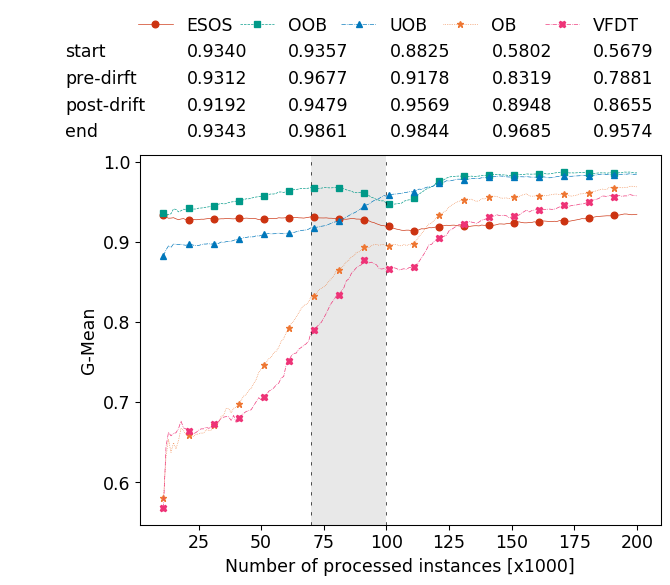 ESOS OOB UOB OB VFDT
start 0.9340 0.9357 0.8825 0.5802 0.5679
pre-dirft 0.9312 0.9677 0.9178 0.8319 0.7881
post-drift 0.9192 0.9479 0.9569 0.8948 0.8655
end 0.9343 0.9861 0.9844 0.9685 0.9574
1.0
0.9
0.8
0.7
0.6
G-Mean
25 50 75 100 125 150 175 200
Number of processed instances [x1000]